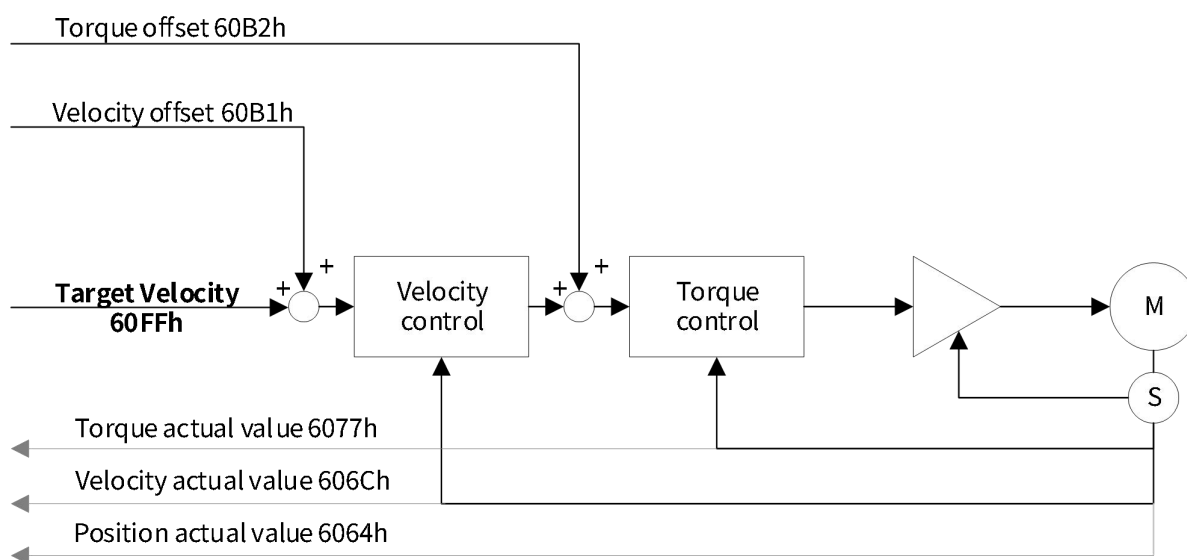 Torque offset 60B2h
Velocity offset 60B1h
+
+
+
+
Target Velocity
60FFh
Velocity
control
Torque
control
M
S
Torque actual value 6077h
Velocity actual value 606Ch
Position actual value 6064h